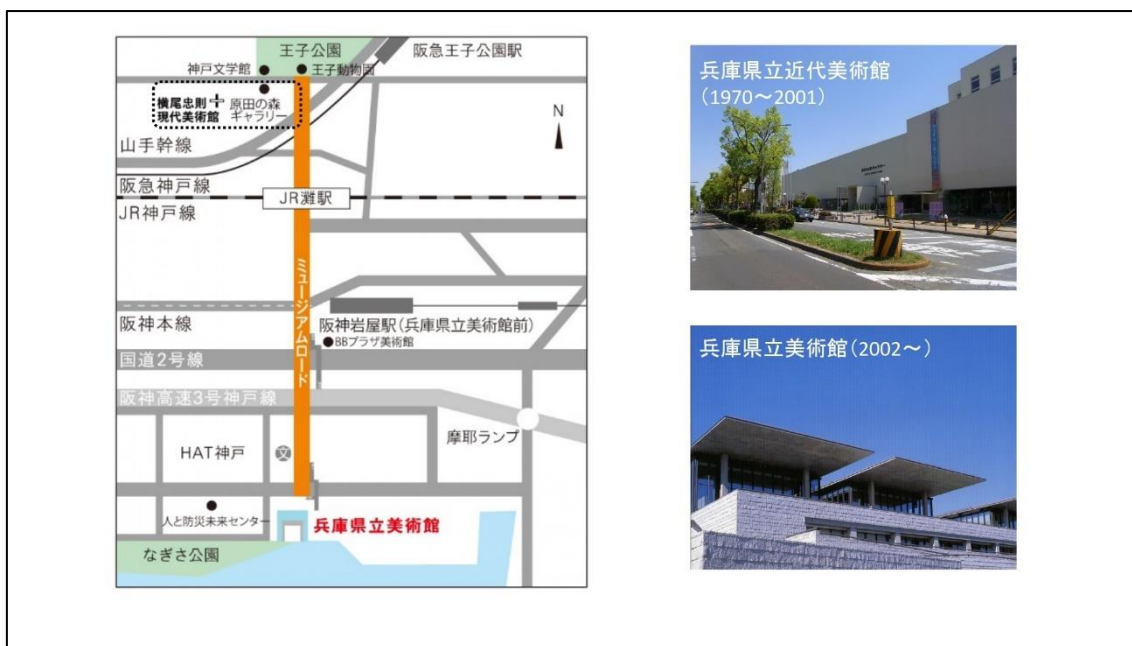 王子公園
阪急王子公園駅
神戸文学館
王子動物園
横尾忠則
現代美術館
原田の森
ギャラリー
N
山手幹線
阪急神戸線
JR灘駅
JR神戸線
ミュージアムロード
阪神本線
阪神岩屋駅(兵庫県立美術館前)
BBプラザ美術館
国道2号線
阪神高速3号神戸線
摩耶ランプ
HAT神戸
文
人と防災未来センター
兵庫県立美術館
なぎさ公園
兵庫県立近代美術館
(1970~2001)
兵庫県立美術館(2002~)